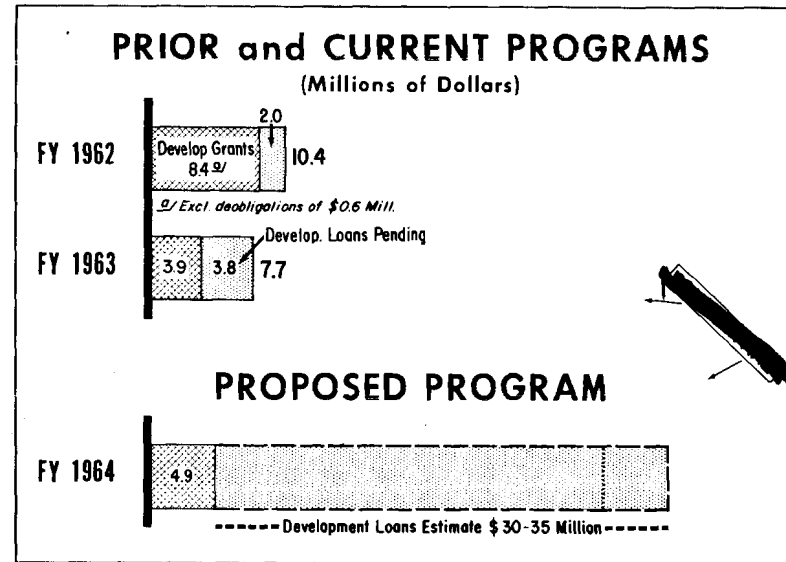 PRIOR and CURRENT PROGRAMS
(Millions of Dollars)
2.0
FY 1962
Develop Grants
8.4 a/
10.4
a/ Excl. deobligations of $0.6 Mill.
Develop. Loans Pending
FY 1963
3.9
3.8
7.7
PROPOSED PROGRAM
FY 1964
4.9
Development Loans Estimate $30-35 Million